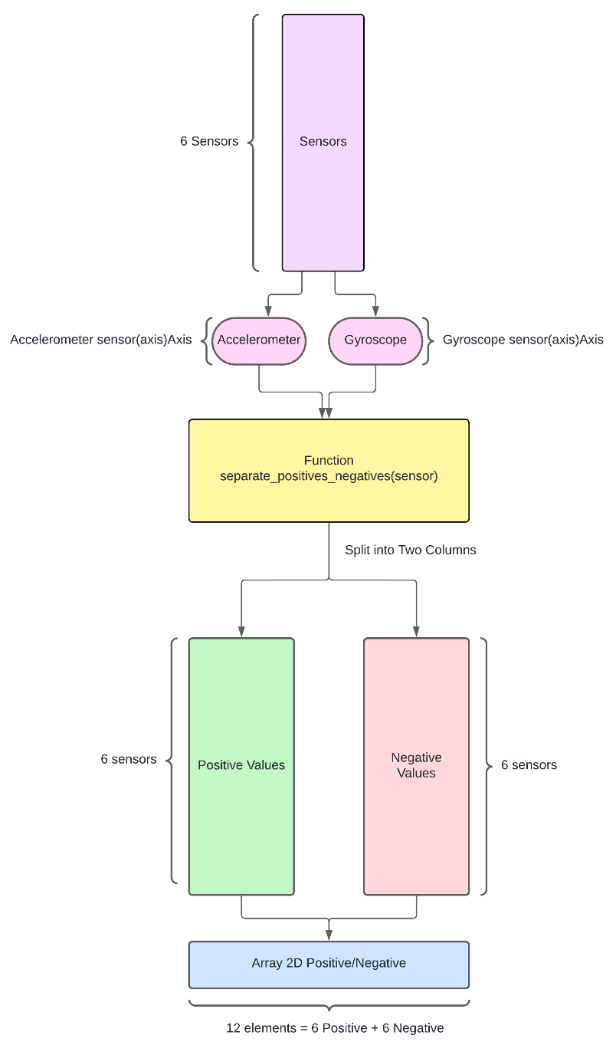 6 Sensors
Sensors
Accelerometer sensor(axis)Axis
Accelerometer
Gyroscope
Gyroscope sensor(axis)Axis
Function
separate_positives_negatives(sensor)
Split into Two Columns
6 sensors
Positive Values
Negative
Values
6 sensors
Array 2D Positive/Negative
12 elements = 6 Positive + 6 Negative